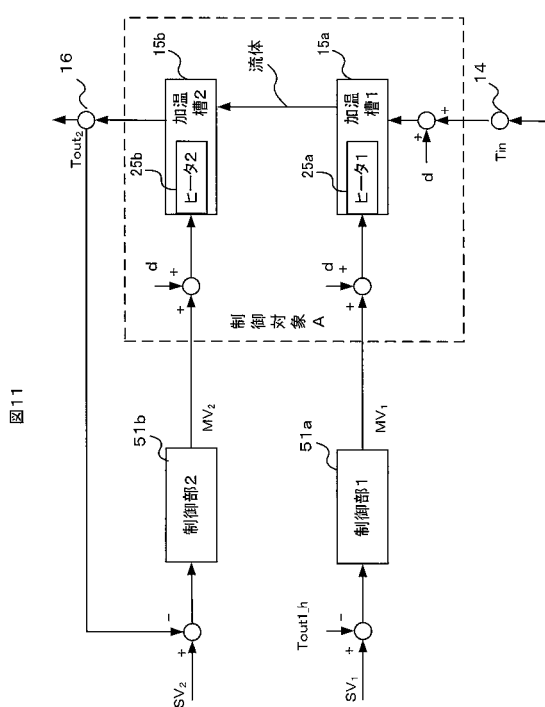 図11
SV₂
+
−
制御部2
51b
MV₂
+
d
+
ヒータ2
25b
加温槽2
15b
Tout₂
16
制御対象A
流体
SV₁
+
−
Tout1_h
制御部1
51a
MV₁
+
d
+
ヒータ1
25a
加温槽1
15a
+
d
+
Tin
14